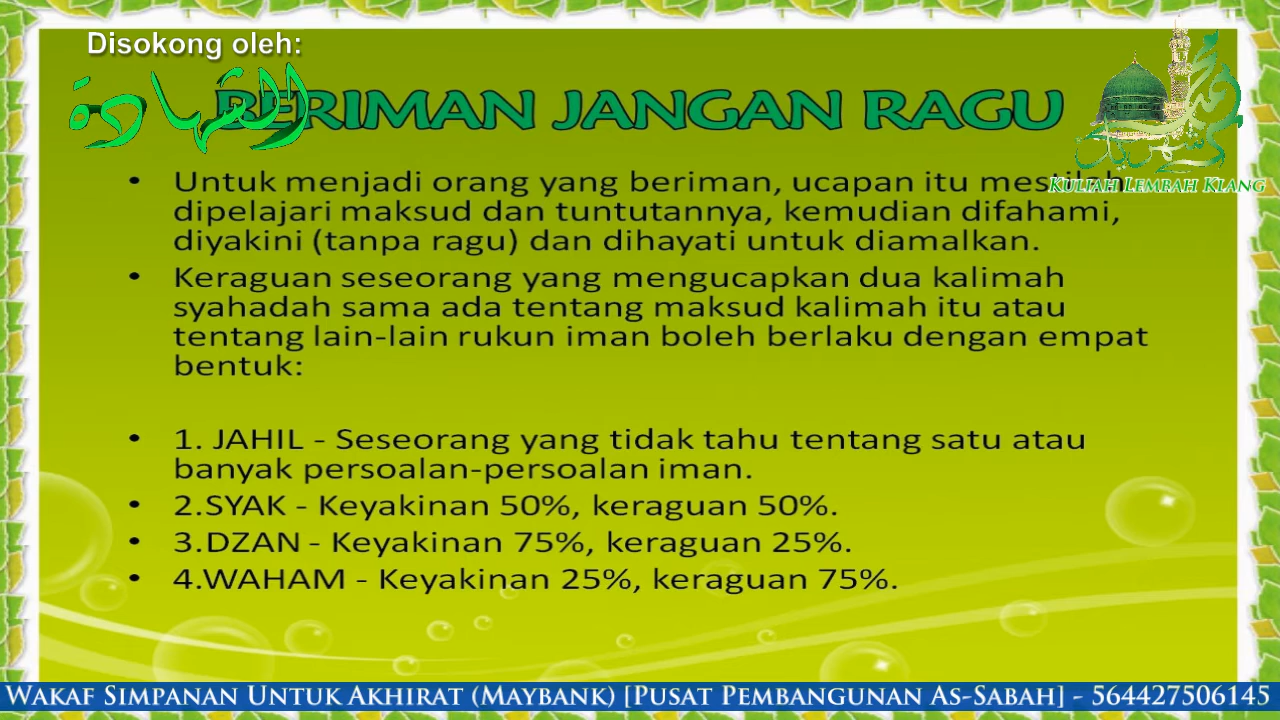 Disokong oleh:
الشهادة
BERIMAN JANGAN RAGU
KULIAH LEMBAH KLANG
• Untuk menjadi orang yang beriman, ucapan itu mestilah
dipelajari maksud dan tuntutannya, kemudian difahami,
diyakini (tanpa ragu) dan dihayati untuk diamalkan.
• Keraguan seseorang yang mengucapkan dua kalimah
syahadah sama ada tentang maksud kalimah itu atau
tentang lain-lain rukun iman boleh berlaku dengan empat
bentuk:
• 1. JAHIL - Seseorang yang tidak tahu tentang satu atau
banyak persoalan-persoalan iman.
• 2.SYAK - Keyakinan 50%, keraguan 50%.
• 3.DZAN - Keyakinan 75%, keraguan 25%.
• 4.WAHAM - Keyakinan 25%, keraguan 75%.
WAKAF SIMPANAN UNTUK AKHIRAT (MAYBANK) [PUSAT PEMBANGUNAN AS-SABAH] - 564427506145